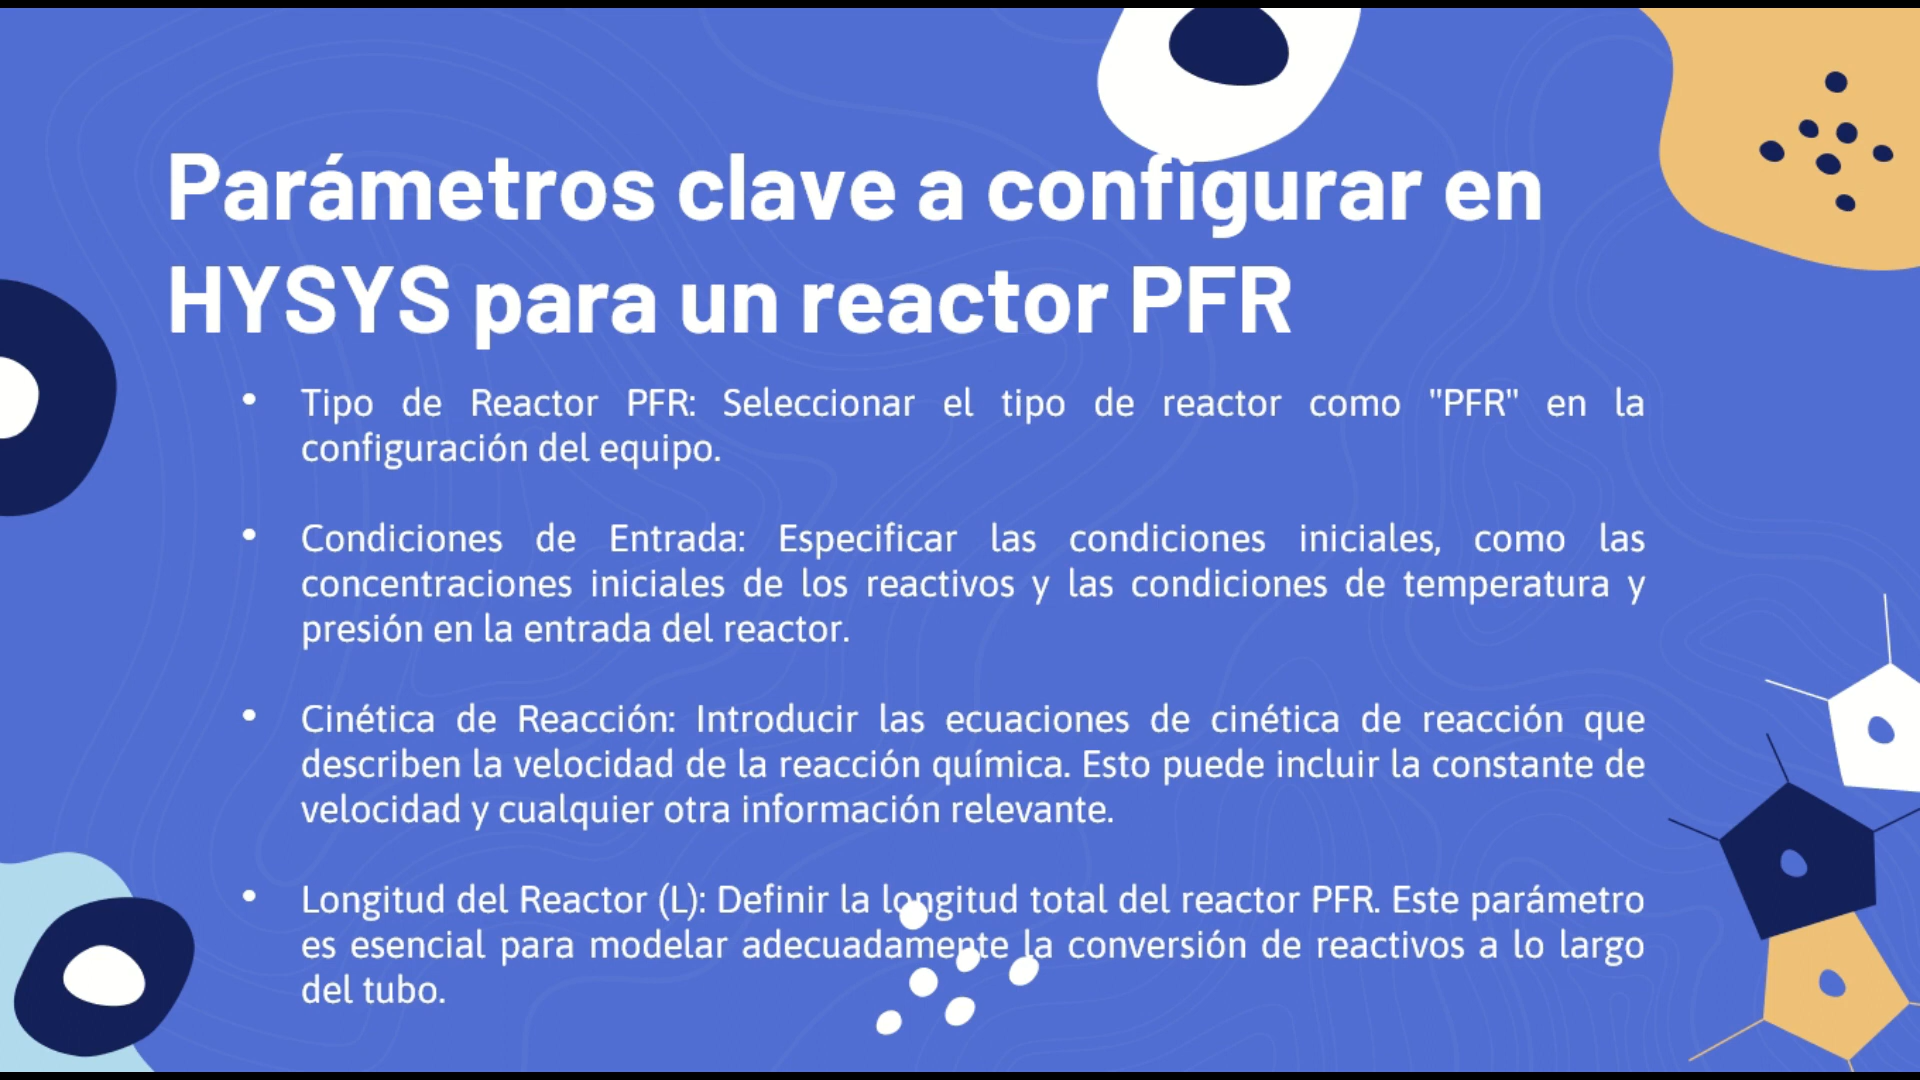 Parámetros clave a configurar en
HYSYS para un reactor PFR
• Tipo de Reactor PFR: Seleccionar el tipo de reactor como "PFR" en la
configuración del equipo.
• Condiciones de Entrada: Especificar las condiciones iniciales, como las
concentraciones iniciales de los reactivos y las condiciones de temperatura y
presión en la entrada del reactor.
• Cinética de Reacción: Introducir las ecuaciones de cinética de reacción que
describen la velocidad de la reacción química. Esto puede incluir la constante de
velocidad y cualquier otra información relevante.
• Longitud del Reactor (L): Definir la longitud total del reactor PFR. Este parámetro
es esencial para modelar adecuadamente la conversión de reactivos a lo largo
del tubo.